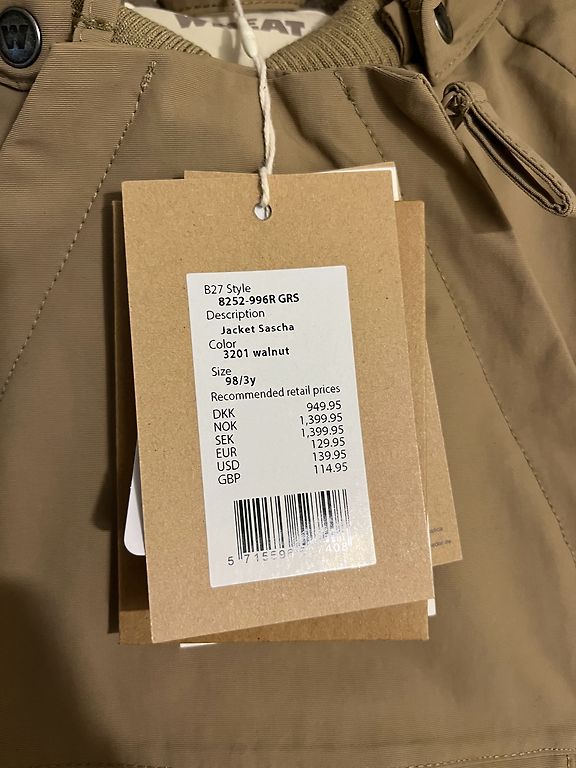 W
WHEAT
B27 Style
8252-996R GRS
Description
Jacket Sascha
Color
3201 walnut
Size
98/3y
Recommended retail prices
DKK 949.95
NOK 1,399.95
SEK 1,399.95
EUR 129.95
USD 139.95
GBP 114.95